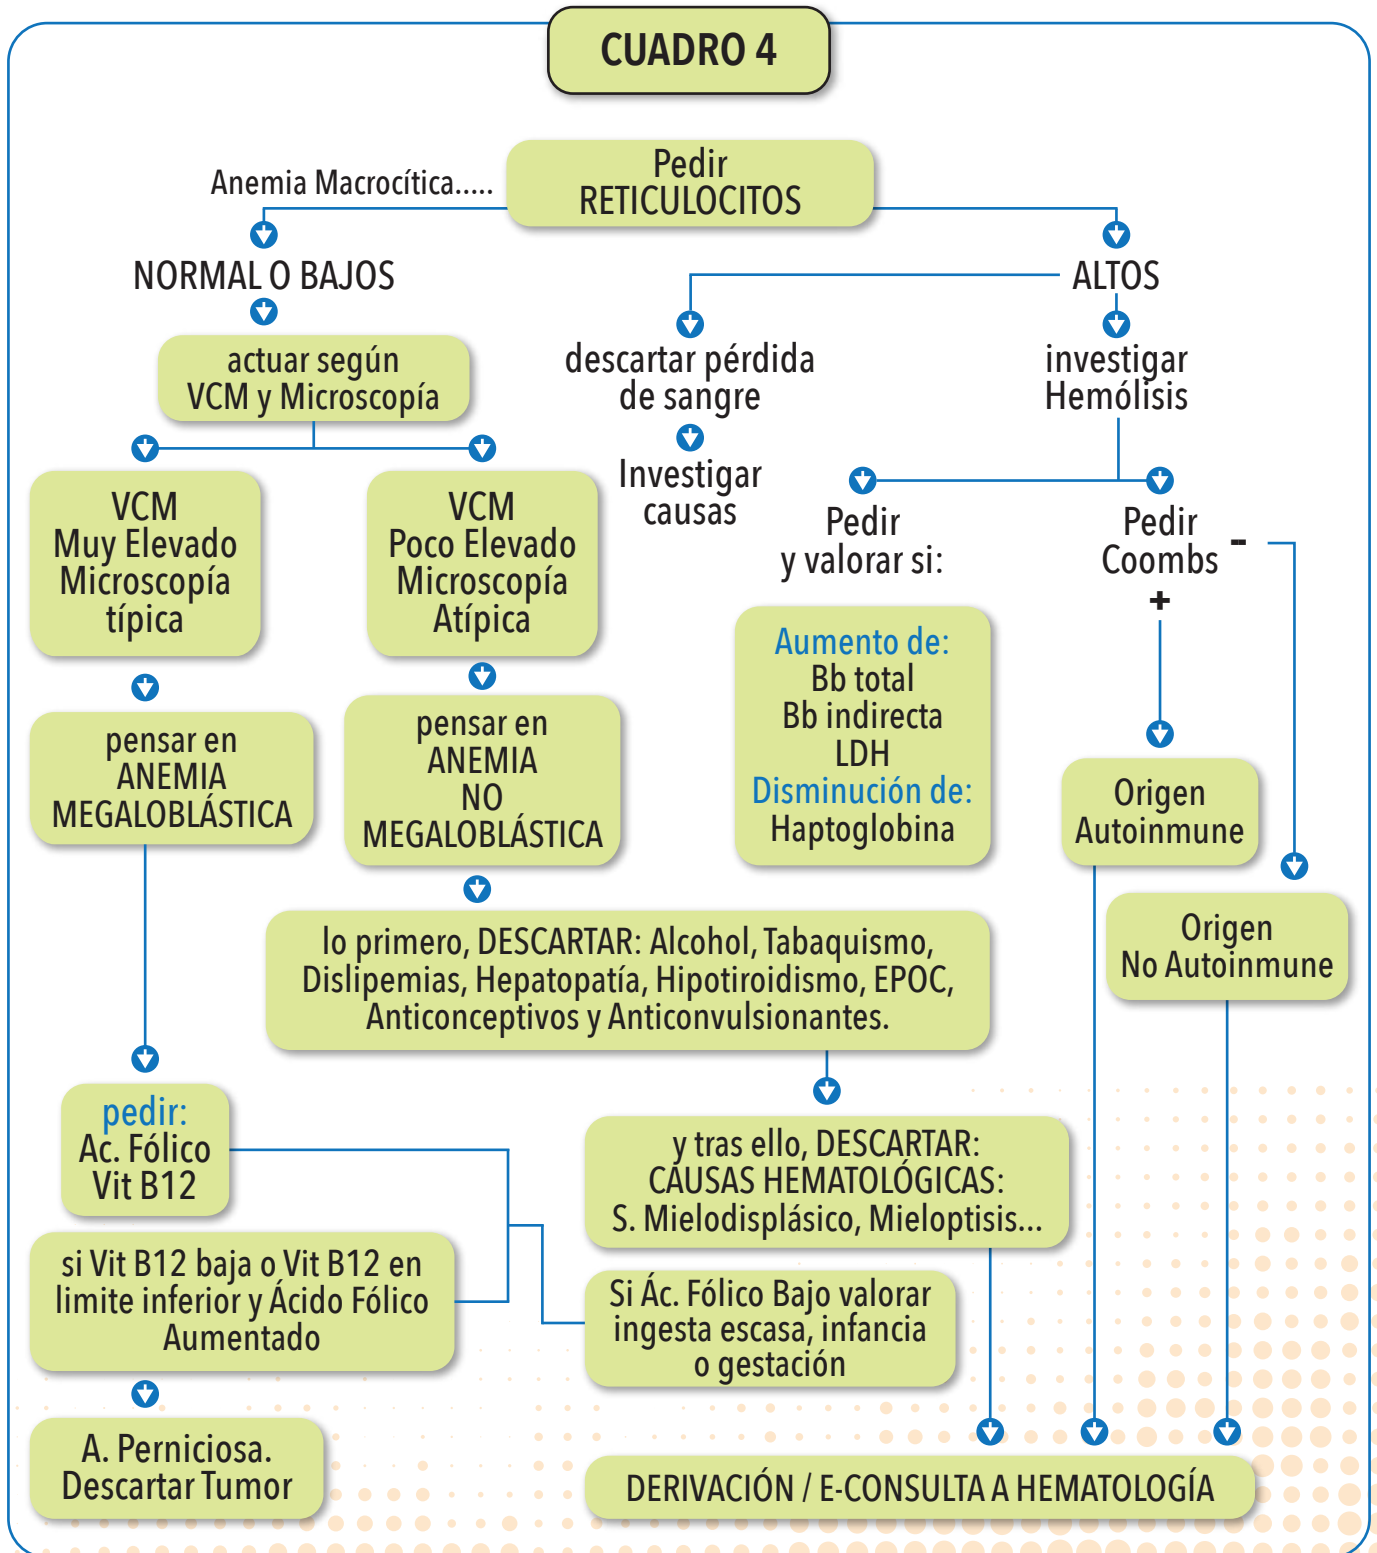 CUADRO 4
Anemia Macrocítica.....
Pedir
RETICULOCITOS
NORMAL O BAJOS
actuar según
VCM y Microscopía
VCM
Muy Elevado
Microscopía
típica
VCM
Poco Elevado
Microscopía
Atípica
pensar en
ANEMIA
MEGALOBLÁSTICA
pensar en
ANEMIA
NO
MEGALOBLÁSTICA
lo primero, DESCARTAR: Alcohol, Tabaquismo,
Dislipemias, Hepatopatía, Hipotiroidismo, EPOC,
Anticonceptivos y Anticonvulsionantes.
y tras ello, DESCARTAR:
CAUSAS HEMATOLÓGICAS:
S. Mielodisplásico, Mieloptisis...
pedir:
Ac. Fólico
Vit B12
si Vit B12 baja o Vit B12 en
limite inferior y Ácido Fólico
Aumentado
Si Ác. Fólico Bajo valorar
ingesta escasa, infancia
o gestación
A. Perniciosa.
Descartar Tumor
ALTOS
descartar pérdida
de sangre
Investigar
causas
investigar
Hemólisis
Pedir
y valorar si:
Aumento de:
Bb total
Bb indirecta
LDH
Disminución de:
Haptoglobina
Pedir
Coombs -
+
Origen
Autoinmune
Origen
No Autoinmune
DERIVACIÓN / E-CONSULTA A HEMATOLOGÍA